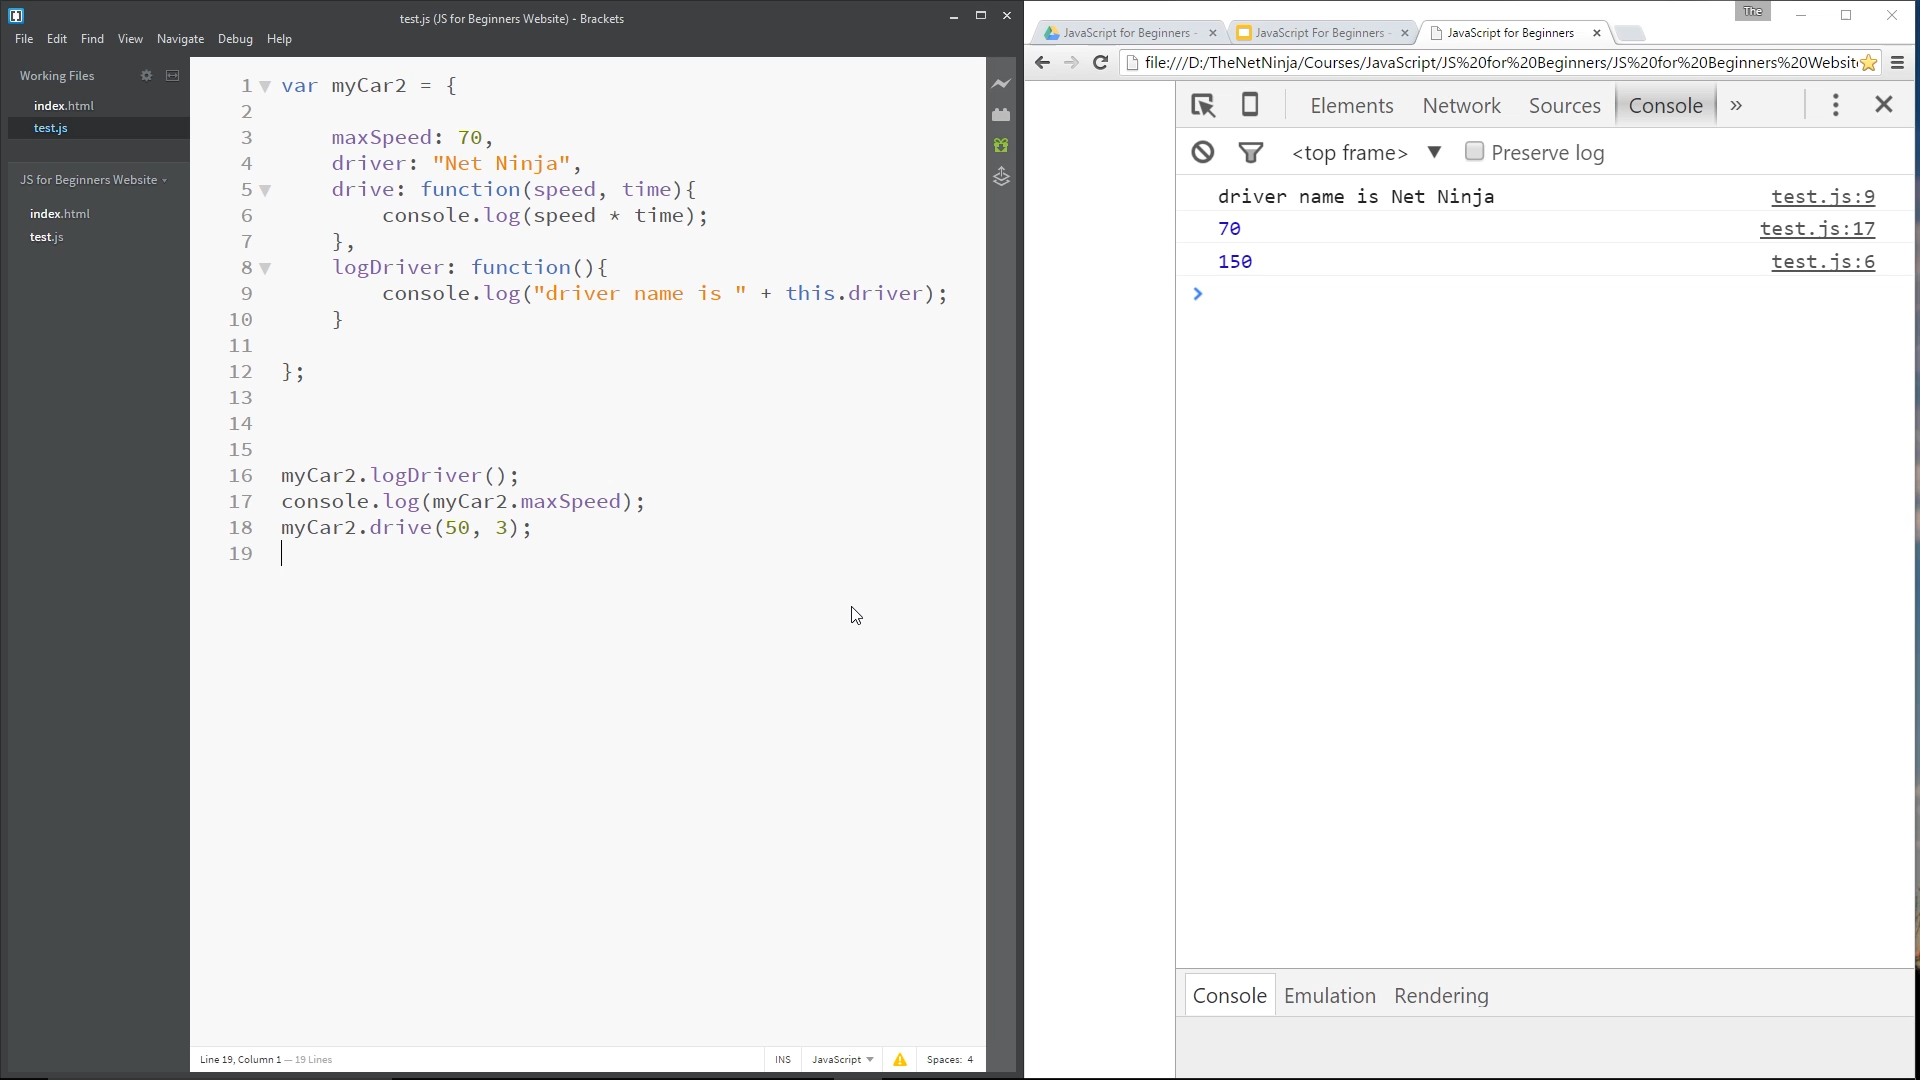 test.js (JS for Beginners Website) - Brackets
File Edit Find View Navigate Debug Help
Working Files
index.html
test.js
JS for Beginners Website
index.html
test.js
1 var myCar2 = {
2
3 maxSpeed: 70,
4 driver: "Net Ninja",
5 drive: function(speed, time){
6 console.log(speed * time);
7 },
8 logDriver: function(){
9 console.log("driver name is " + this.driver);
10 }
11
12 };
13
14
15
16 myCar2.logDriver();
17 console.log(myCar2.maxSpeed);
18 myCar2.drive(50, 3);
19
Line 19, Column 1 — 19 Lines
INS JavaScript Spaces: 4
The
JavaScript for Beginners - JavaScript For Beginners - JavaScript for Beginners
file:///D:/TheNetNinja/Courses/JavaScript/JS%20for%20Beginners/JS%20for%20Beginners%20Websit
Elements Network Sources Console »
<top frame> Preserve log
driver name is Net Ninja test.js:9
70 test.js:17
150 test.js:6
>
Console Emulation Rendering